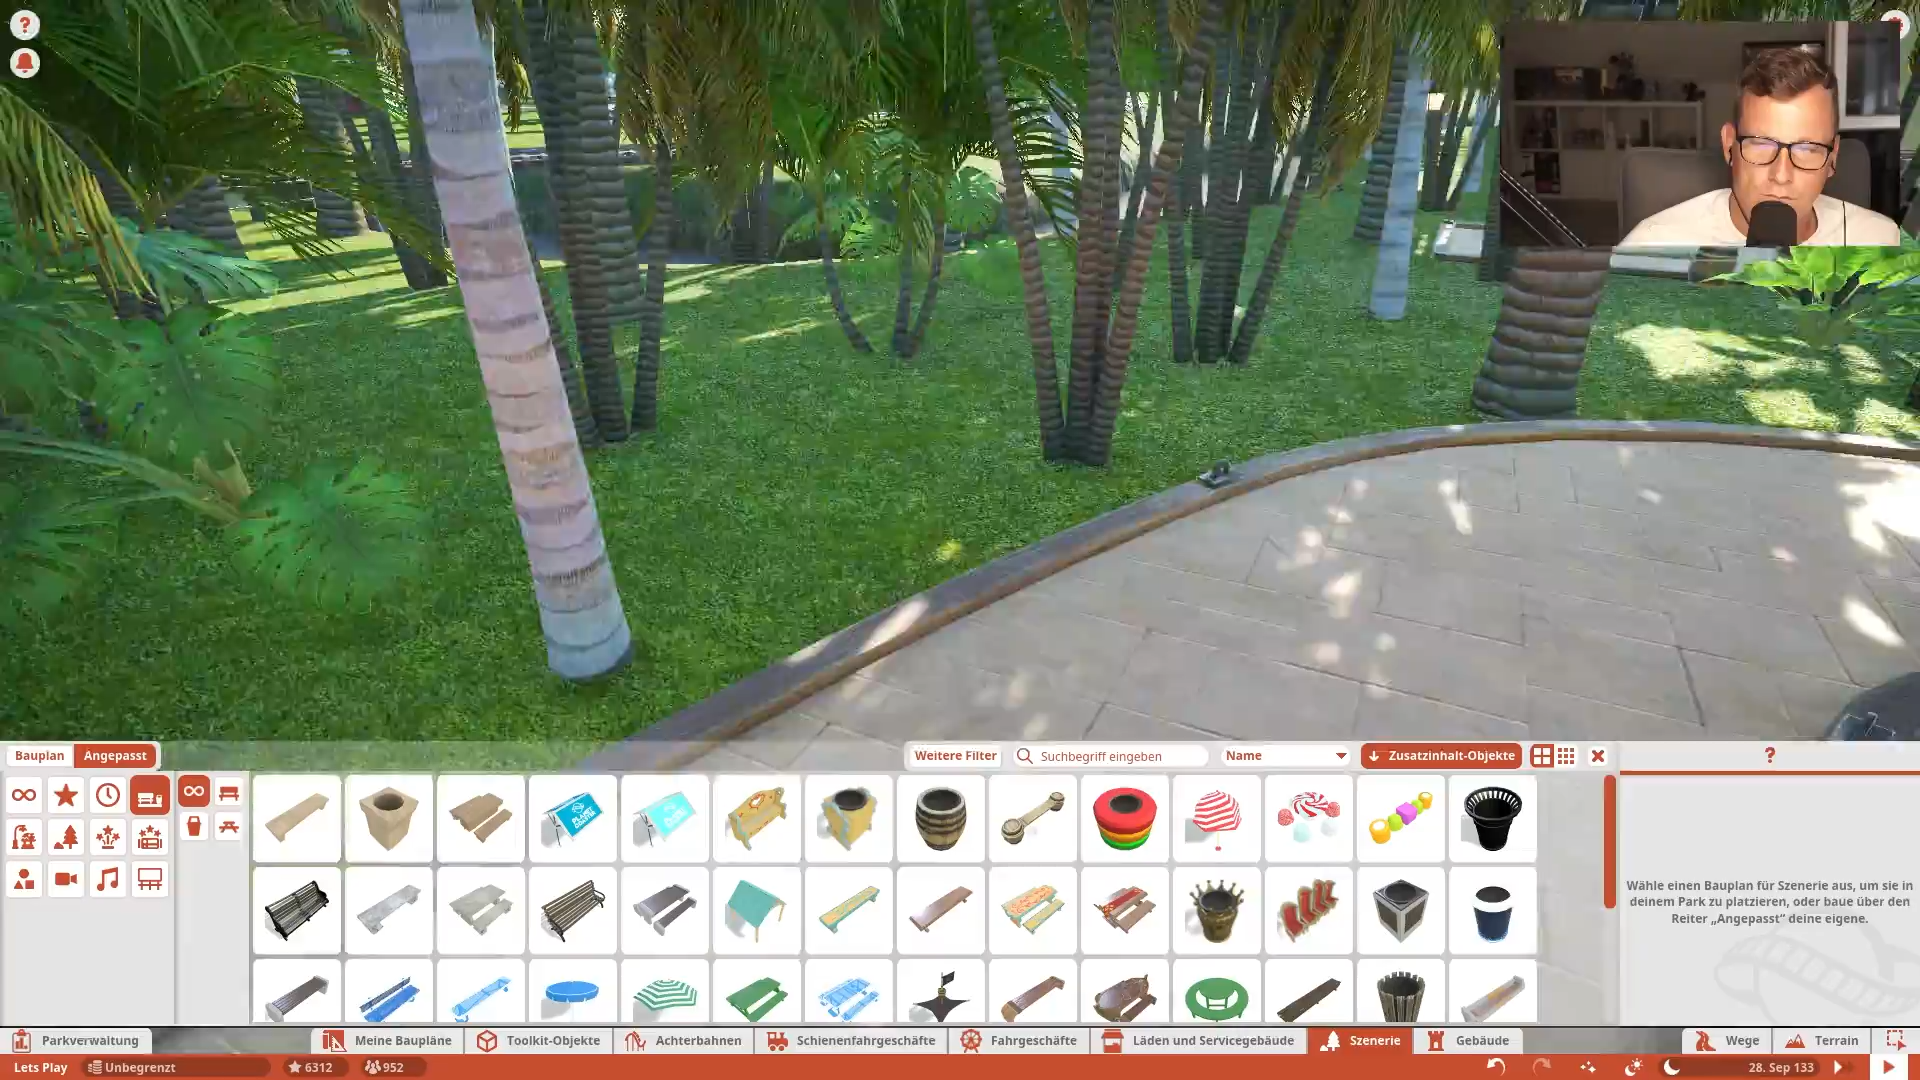 Bauplan
Angepasst
Weitere Filter
Suchbegriff eingeben
Name
Zusatzinhalt-Objekte
?
Wähle einen Bauplan für Szenerie aus, um sie in
deinem Park zu platzieren, oder baue über den
Reiter „Angepasst“ deine eigene.
Parkverwaltung
Meine Baupläne
Toolkit-Objekte
Achterbahnen
Schienenfahrgeschäfte
Fahrgeschäfte
Läden und Servicegebäude
Szenerie
Gebäude
Wege
Terrain
Lets Play
Unbegrenzt
6312
952
28. Sep 133